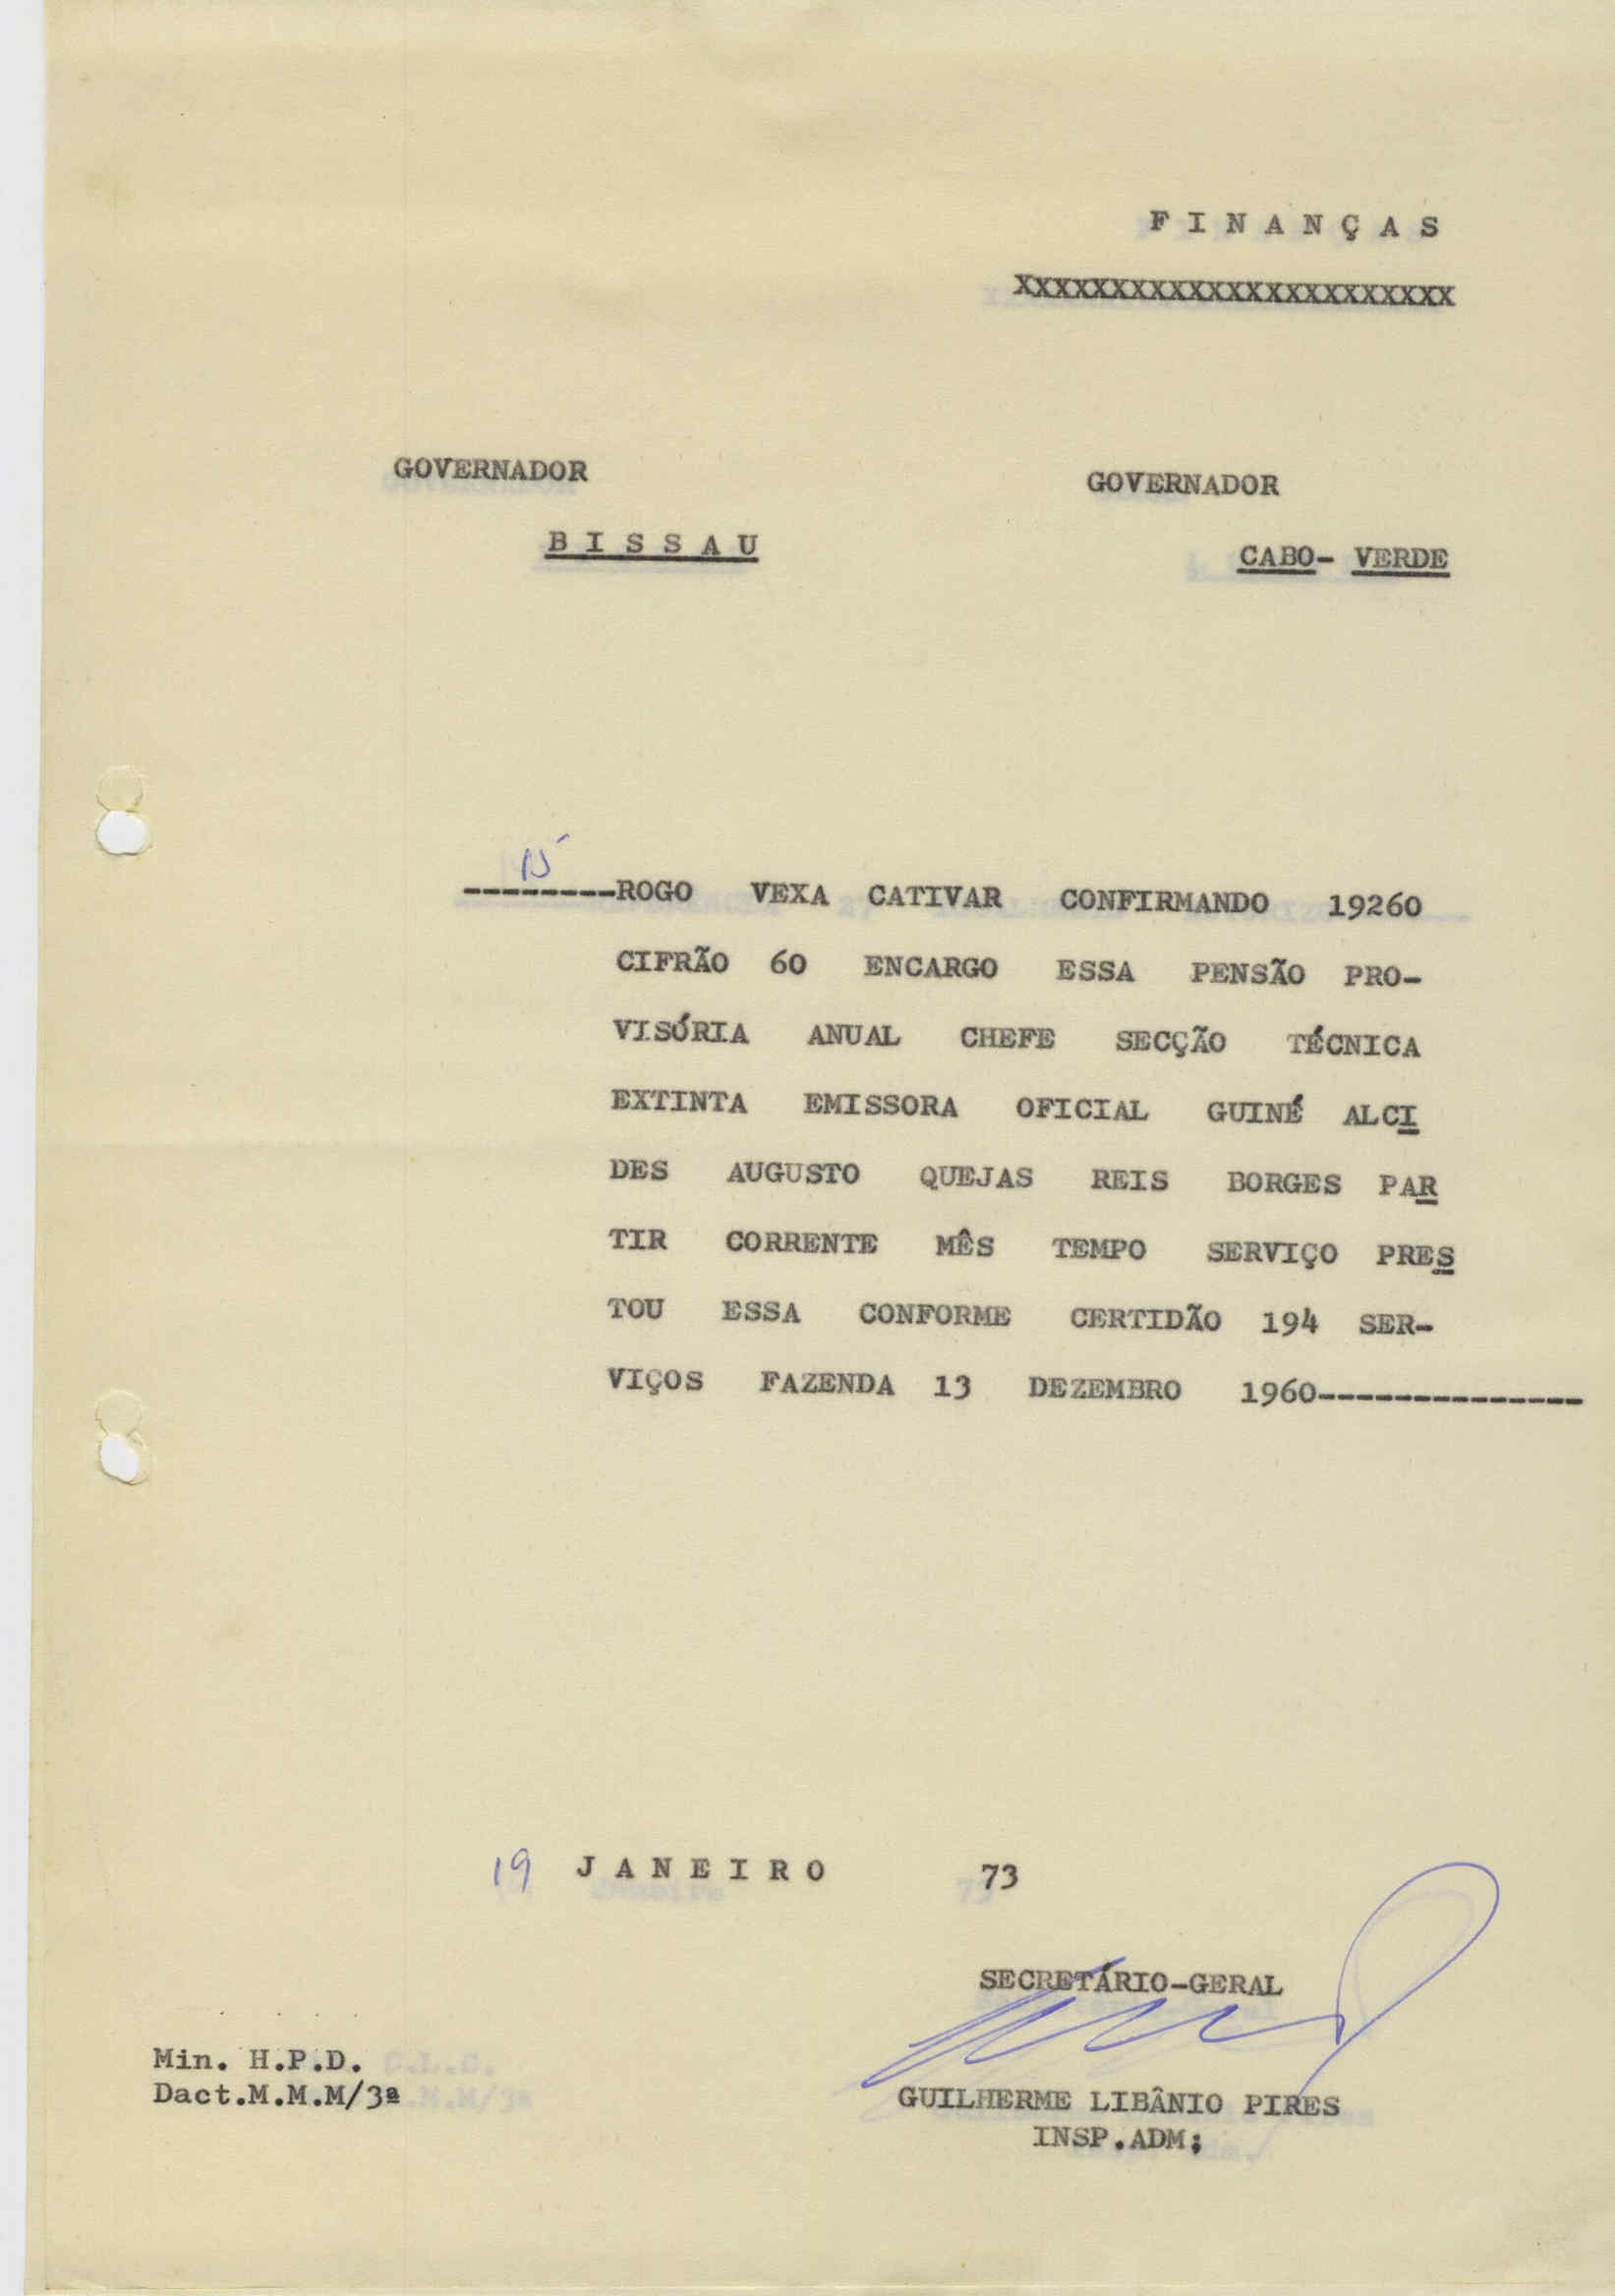 F I N A N Ç A S
XXXXXXXXXXXXXXXXXXXXXXX
GOVERNADOR
B I S S A U
GOVERNADOR
CABO- VERDE
15
--------ROGO VEXA CATIVAR CONFIRMANDO 19260
CIFRÃO 60 ENCARGO ESSA PENSÃO PRO-
VISÓRIA ANUAL CHEFE SECÇÃO TÉCNICA
EXTINTA EMISSORA OFICIAL GUINÉ ALCI
DES AUGUSTO QUEJAS REIS BORGES PAR
TIR CORRENTE MÊS TEMPO SERVIÇO PRES
TOU ESSA CONFORME CERTIDÃO 194 SER-
VIÇOS FAZENDA 13 DEZEMBRO 1960--------------
19 J A N E I R O 73
SECRETÁRIO-GERAL
GUILHERME LIBÂNIO PIRES
INSP.ADM;
Min. H.P.D.
Dact.M.M.M/3ª